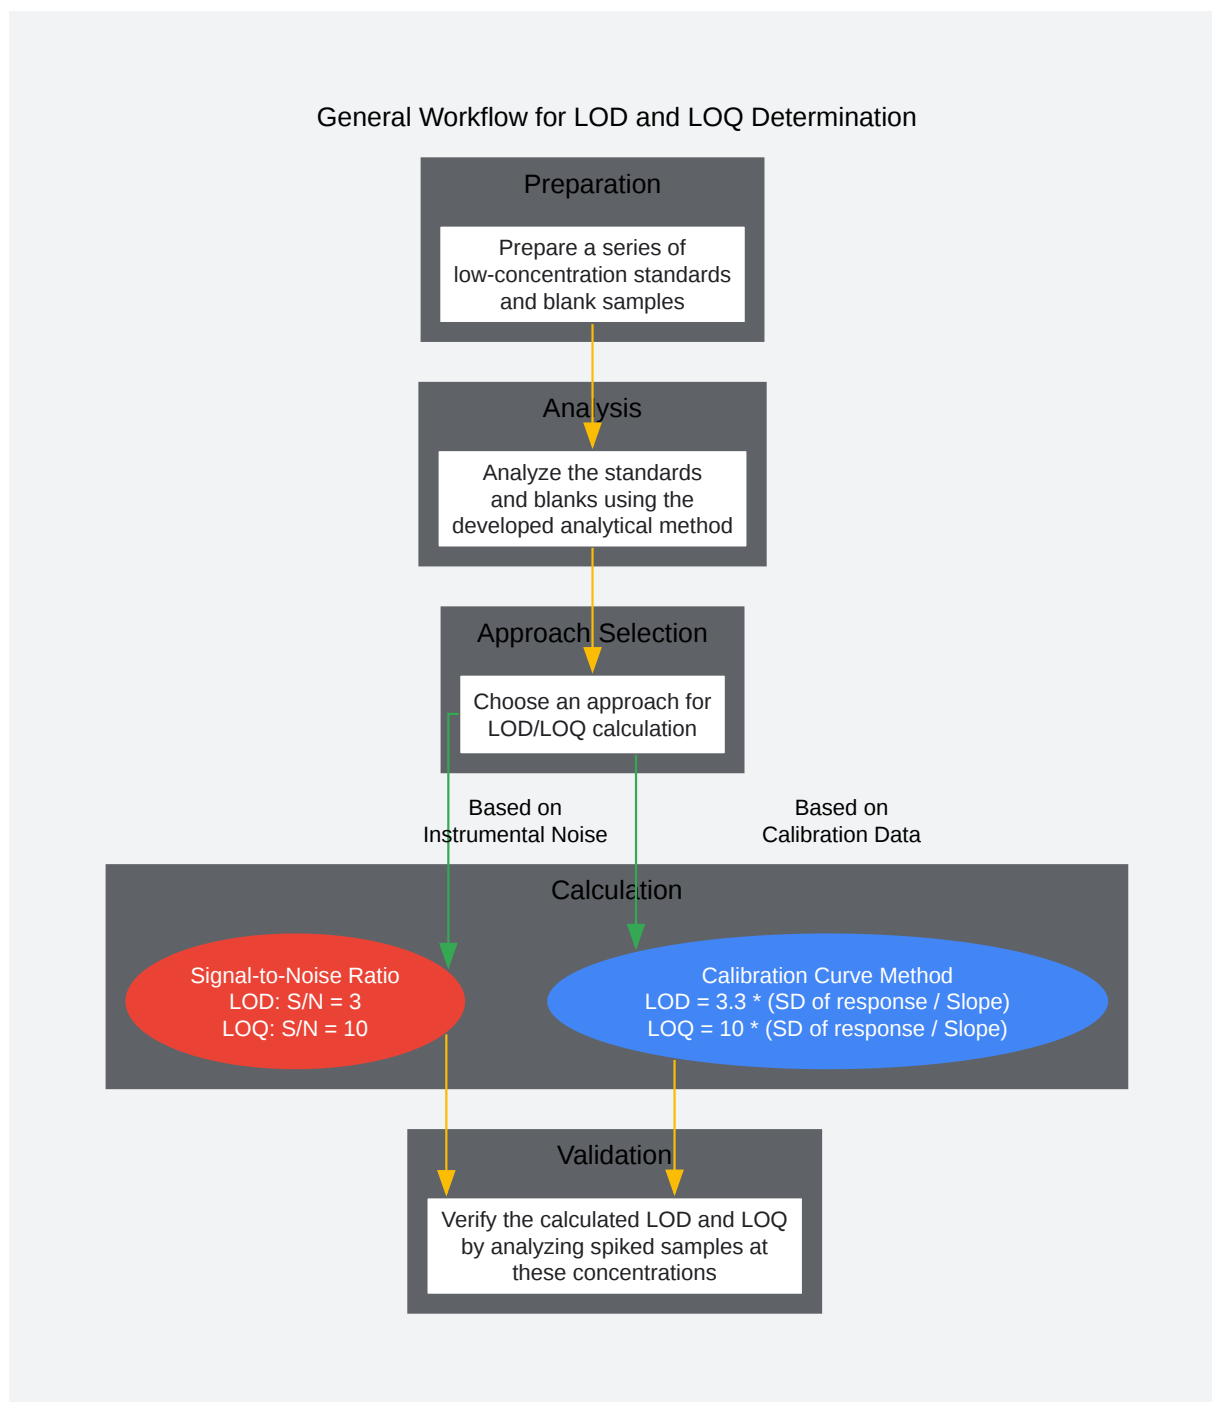 General Workflow for LOD and LOQ Determination
Preparation
Prepare a series of
low-concentration standards
and blank samples
Analysis
Analyze the standards
and blanks using the
developed analytical method
Approach Selection
Choose an approach for
LOD/LOQ calculation
Based on
Instrumental Noise
Based on
Calibration Data
Calculation
Signal-to-Noise Ratio
LOD: S/N = 3
LOQ: S/N = 10
Calibration Curve Method
LOD = 3.3 * (SD of response / Slope)
LOQ = 10 * (SD of response / Slope)
Validation
Verify the calculated LOD and LOQ
by analyzing spiked samples at
these concentrations